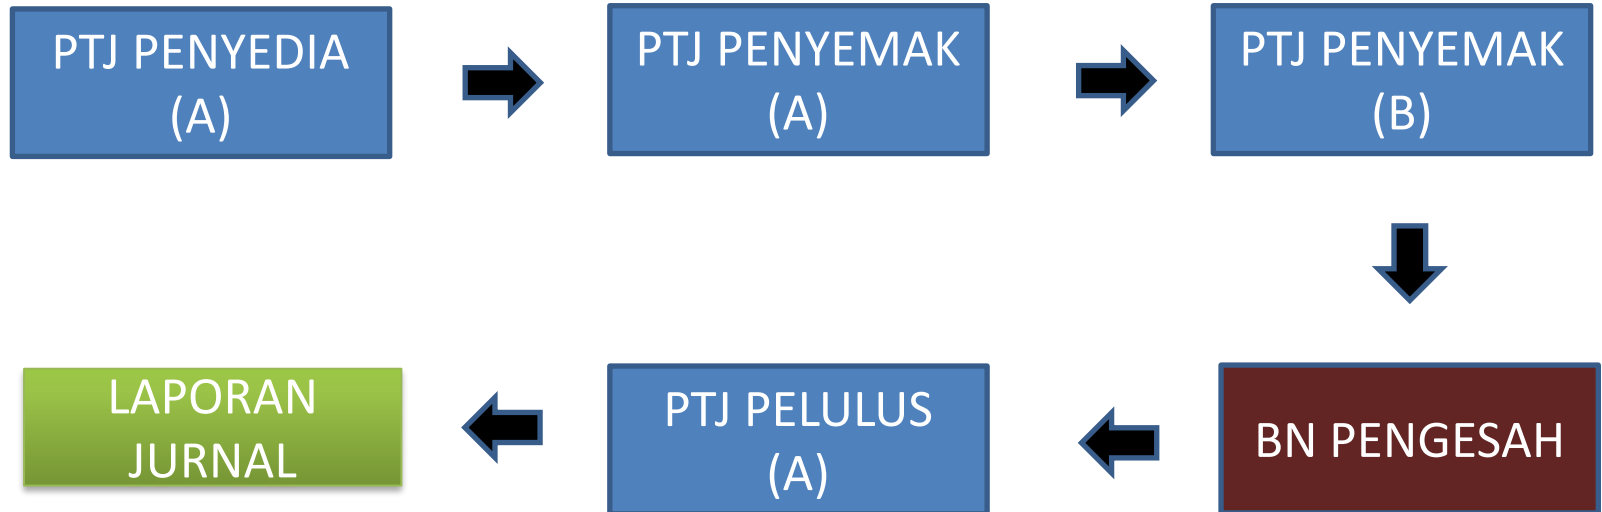 PTJ PENYEDIA
(A)
PTJ PENYEMAK
(A)
PTJ PENYEMAK
(B)
BN PENGESAH
PTJ PELULUS
(A)
LAPORAN
JURNAL